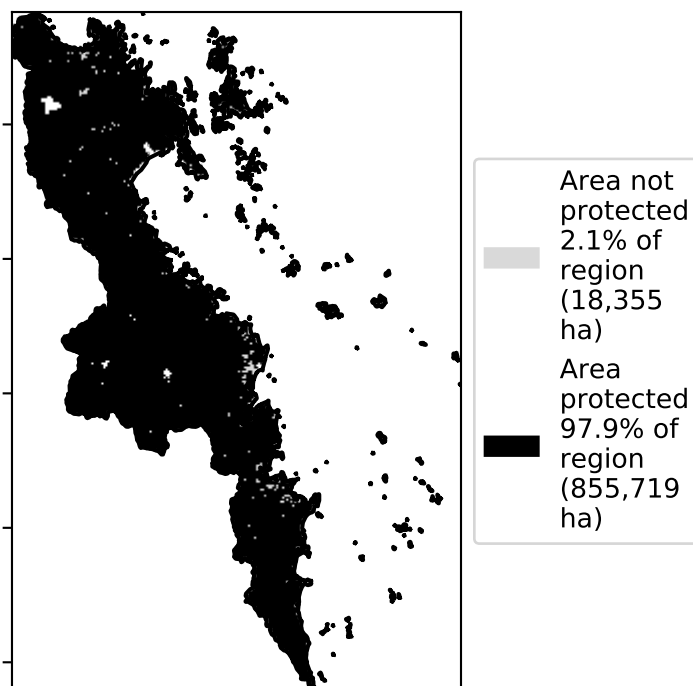 Area not
protected
2.1% of
region
(18,355
ha)
Area
protected
97.9% of
region
(855,719
ha)